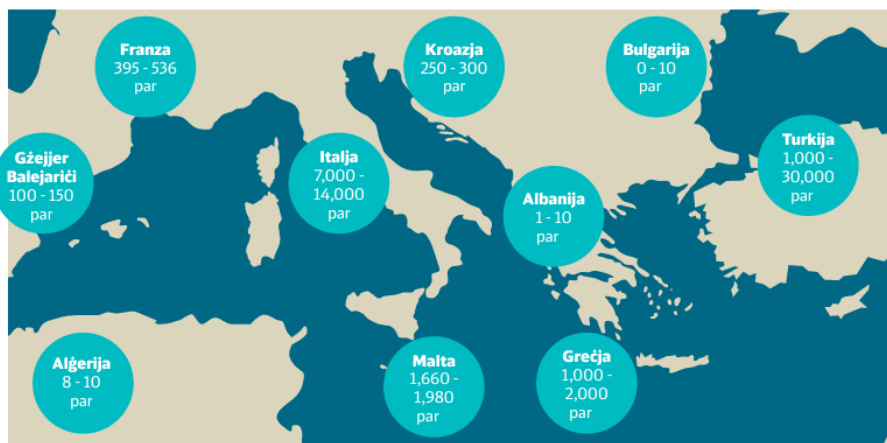 Franza
395 - 536
par
Kroazja
250 - 300
par
Bulgarija
0 - 10
par
Gżejjer
Balejariċi
100 - 150
par
Italja
7,000 -
14,000
par
Albanija
1 - 10
par
Turkija
1,000 -
30,000
par
Alġerija
8 - 10
par
Malta
1,660 -
1,980
par
Greċja
1,000 -
2,000
par